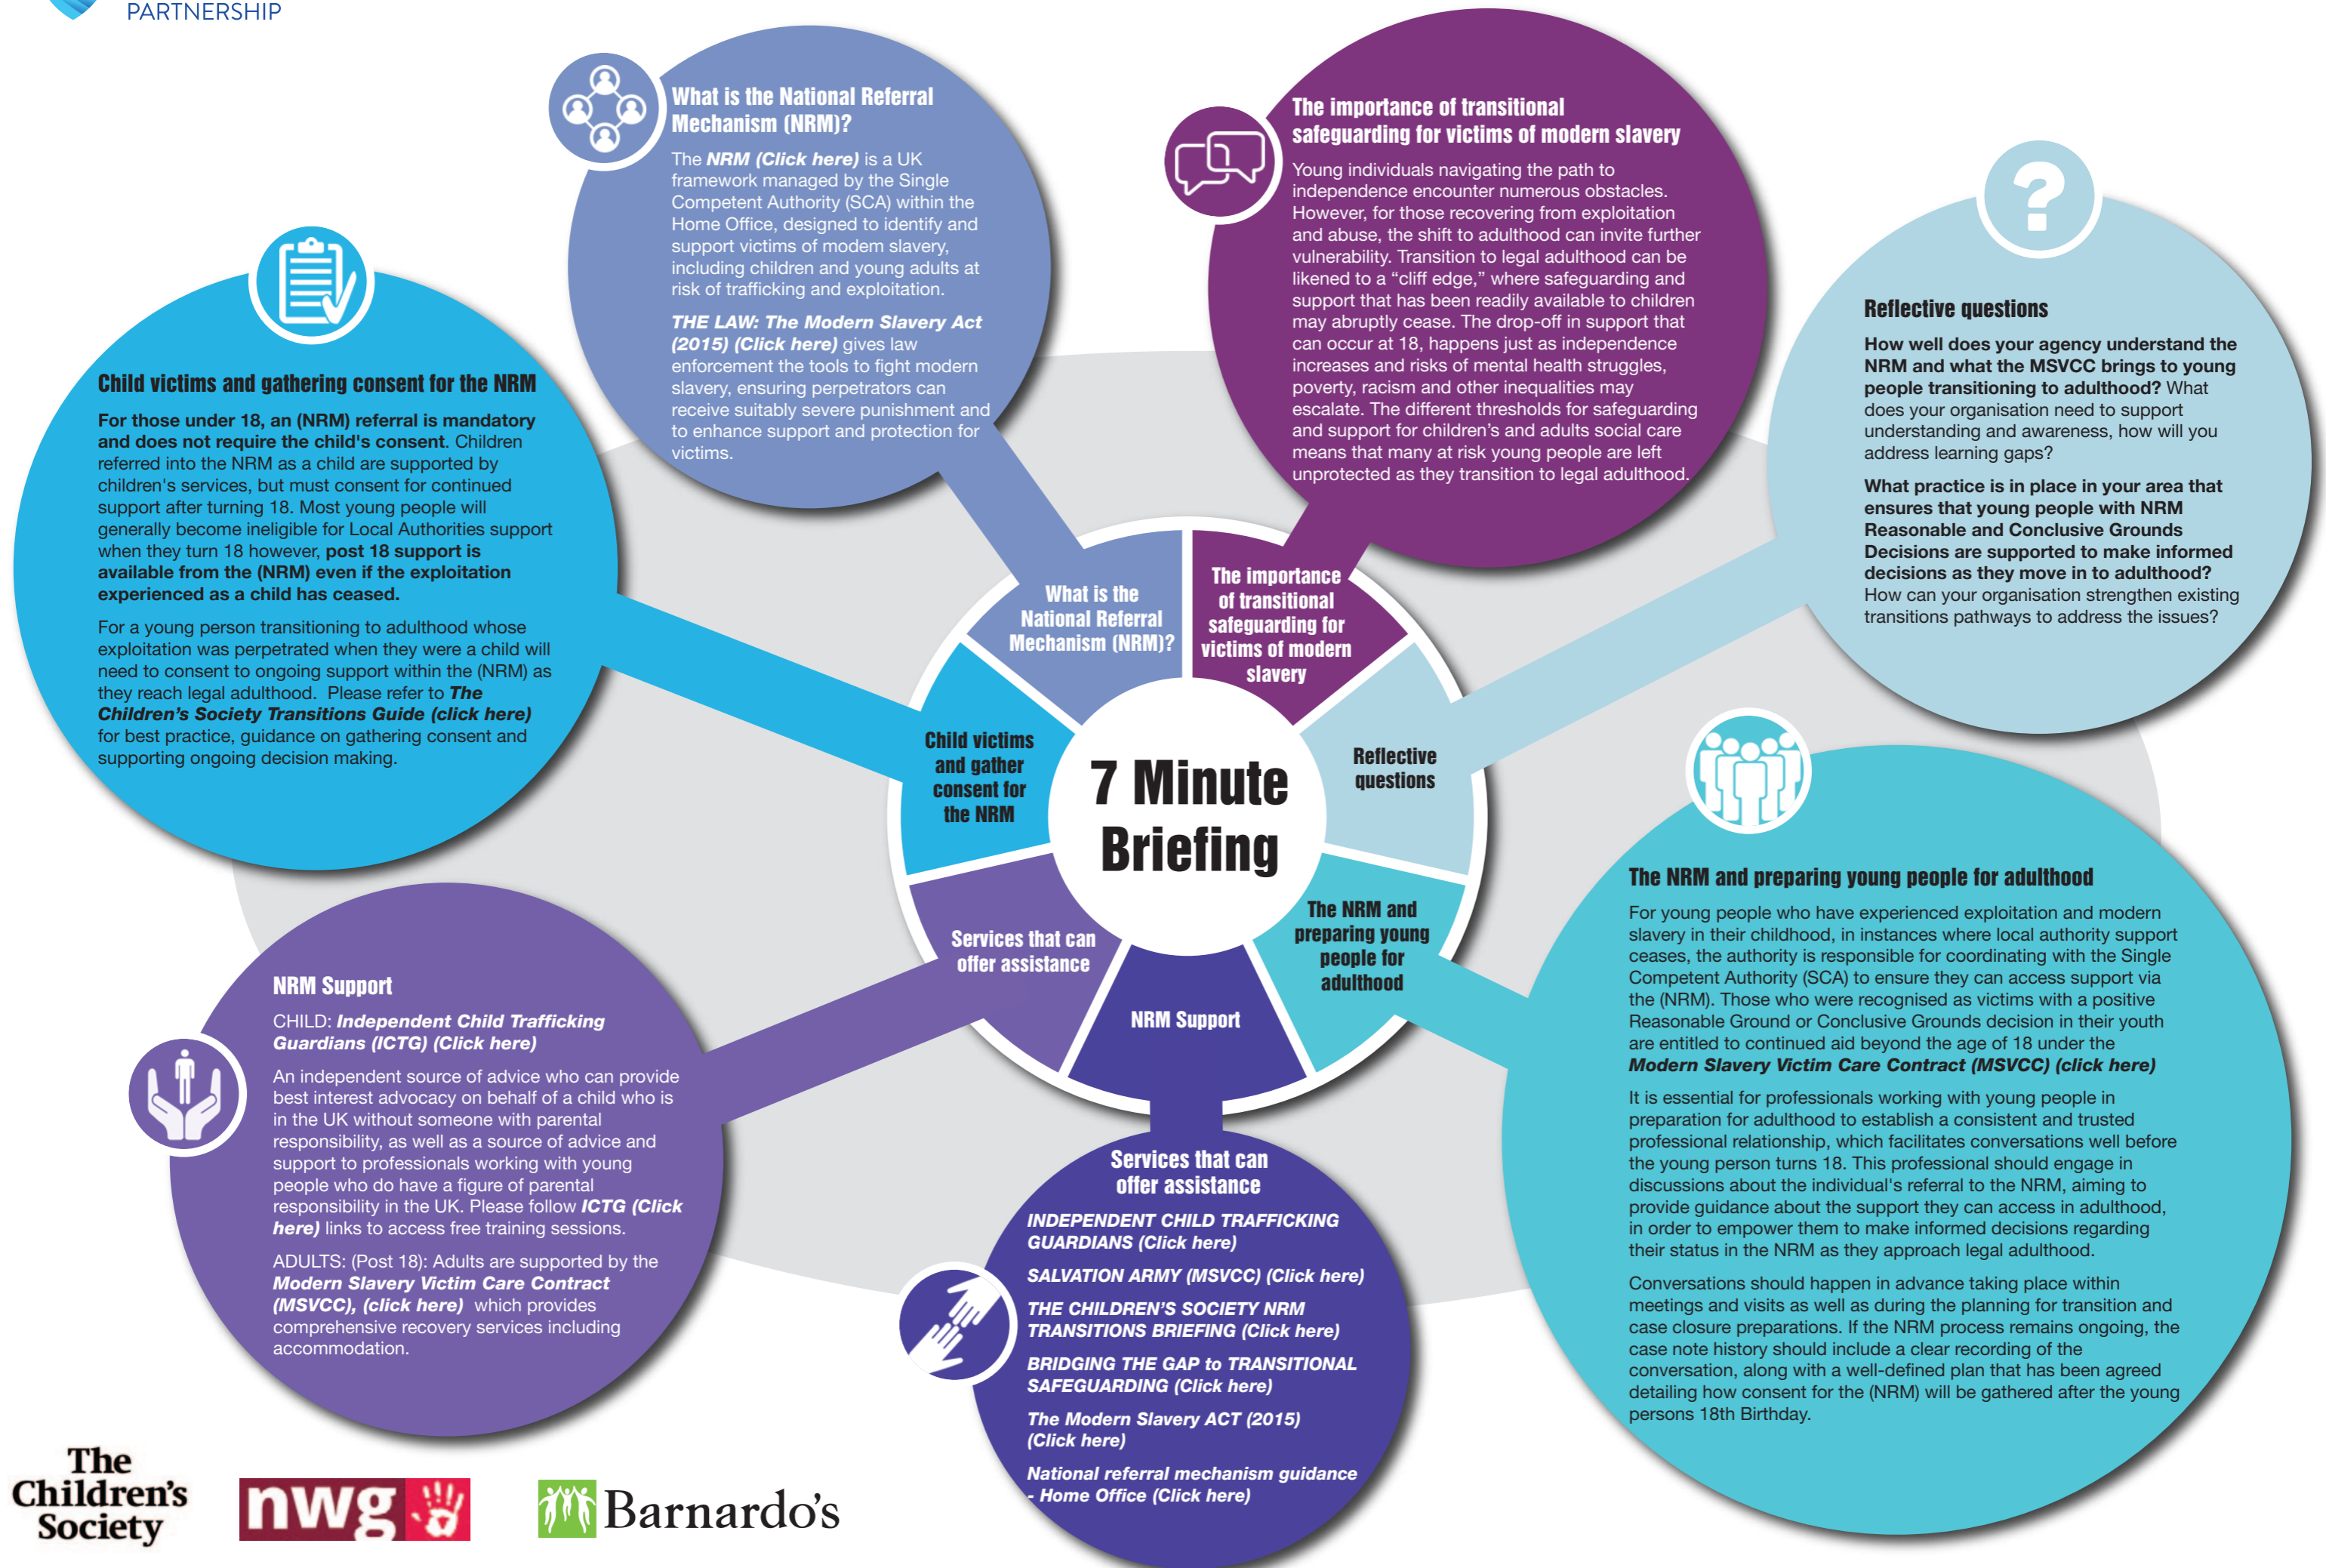 PARTNERSHIP
What is the National Referral
Mechanism (NRM)?
The NRM (Click here) is a UK
framework managed by the Single
Competent Authority (SCA) within the
Home Office, designed to identify and
support victims of modem slavery,
including children and young adults at
risk of trafficking and exploitation.
THE LAW: The Modern Slavery Act
(2015) (Click here) gives law
enforcement the tools to fight modern
slavery, ensuring perpetrators can
receive suitably severe punishment and
to enhance support and protection for
victims.
The importance of transitional
safeguarding for victims of modern slavery
Young individuals navigating the path to
independence encounter numerous obstacles.
However, for those recovering from exploitation
and abuse, the shift to adulthood can invite further
vulnerability. Transition to legal adulthood can be
likened to a “cliff edge,” where safeguarding and
support that has been readily available to children
may abruptly cease. The drop-off in support that
can occur at 18, happens just as independence
increases and risks of mental health struggles,
poverty, racism and other inequalities may
escalate. The different thresholds for safeguarding
and support for children’s and adults social care
means that many at risk young people are left
unprotected as they transition to legal adulthood.
?
Reflective questions
How well does your agency understand the
NRM and what the MSVCC brings to young
people transitioning to adulthood? What
does your organisation need to support
understanding and awareness, how will you
address learning gaps?
What practice is in place in your area that
ensures that young people with NRM
Reasonable and Conclusive Grounds
Decisions are supported to make informed
decisions as they move in to adulthood?
How can your organisation strengthen existing
transitions pathways to address the issues?
Child victims and gathering consent for the NRM
For those under 18, an (NRM) referral is mandatory
and does not require the child's consent. Children
referred into the NRM as a child are supported by
children's services, but must consent for continued
support after turning 18. Most young people will
generally become ineligible for Local Authorities support
when they turn 18 however, post 18 support is
available from the (NRM) even if the exploitation
experienced as a child has ceased.
For a young person transitioning to adulthood whose
exploitation was perpetrated when they were a child will
need to consent to ongoing support within the (NRM) as
they reach legal adulthood. Please refer to The
Children’s Society Transitions Guide (click here)
for best practice, guidance on gathering consent and
supporting ongoing decision making.
What is the
National Referral
Mechanism (NRM)?
The importance
of transitional
safeguarding for
victims of modern
slavery
Child victims
and gather
consent for
the NRM
7 Minute
Briefing
Reflective
questions
Services that can
offer assistance
NRM Support
The NRM and
preparing young
people for
adulthood
The NRM and preparing young people for adulthood
For young people who have experienced exploitation and modern
slavery in their childhood, in instances where local authority support
ceases, the authority is responsible for coordinating with the Single
Competent Authority (SCA) to ensure they can access support via
the (NRM). Those who were recognised as victims with a positive
Reasonable Ground or Conclusive Grounds decision in their youth
are entitled to continued aid beyond the age of 18 under the
Modern Slavery Victim Care Contract (MSVCC) (click here)
It is essential for professionals working with young people in
preparation for adulthood to establish a consistent and trusted
professional relationship, which facilitates conversations well before
the young person turns 18. This professional should engage in
discussions about the individual's referral to the NRM, aiming to
provide guidance about the support they can access in adulthood,
in order to empower them to make informed decisions regarding
their status in the NRM as they approach legal adulthood.
Conversations should happen in advance taking place within
meetings and visits as well as during the planning for transition and
case closure preparations. If the NRM process remains ongoing, the
case note history should include a clear recording of the
conversation, along with a well-defined plan that has been agreed
detailing how consent for the (NRM) will be gathered after the young
persons 18th Birthday.
NRM Support
CHILD: Independent Child Trafficking
Guardians (ICTG) (Click here)
An independent source of advice who can provide
best interest advocacy on behalf of a child who is
in the UK without someone with parental
responsibility, as well as a source of advice and
support to professionals working with young
people who do have a figure of parental
responsibility in the UK. Please follow ICTG (Click
here) links to access free training sessions.
ADULTS: (Post 18): Adults are supported by the
Modern Slavery Victim Care Contract
(MSVCC), (click here) which provides
comprehensive recovery services including
accommodation.
Services that can
offer assistance
INDEPENDENT CHILD TRAFFICKING
GUARDIANS (Click here)
SALVATION ARMY (MSVCC) (Click here)
THE CHILDREN’S SOCIETY NRM
TRANSITIONS BRIEFING (Click here)
BRIDGING THE GAP to TRANSITIONAL
SAFEGUARDING (Click here)
The Modern Slavery ACT (2015)
(Click here)
National referral mechanism guidance
- Home Office (Click here)
The
Children’s
Society
nwg
Barnardo’s